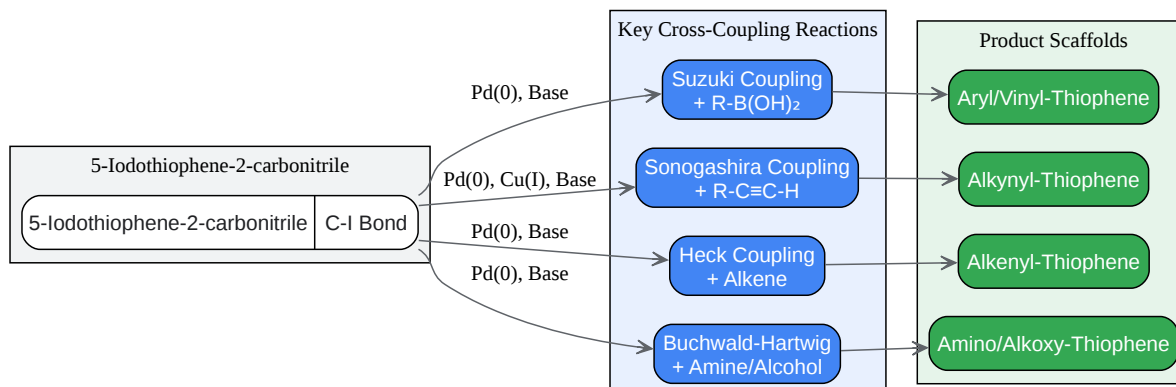 5-Iodothiophene-2-carbonitrile
5-Iodothiophene-2-carbonitrile
C-I Bond
Pd(0), Base
Pd(0), Cu(I), Base
Pd(0), Base
Pd(0), Base
Key Cross-Coupling Reactions
Suzuki Coupling
+ R-B(OH)₂
Sonogashira Coupling
+ R-C≡C-H
Heck Coupling
+ Alkene
Buchwald-Hartwig
+ Amine/Alcohol
Product Scaffolds
Aryl/Vinyl-Thiophene
Alkynyl-Thiophene
Alkenyl-Thiophene
Amino/Alkoxy-Thiophene